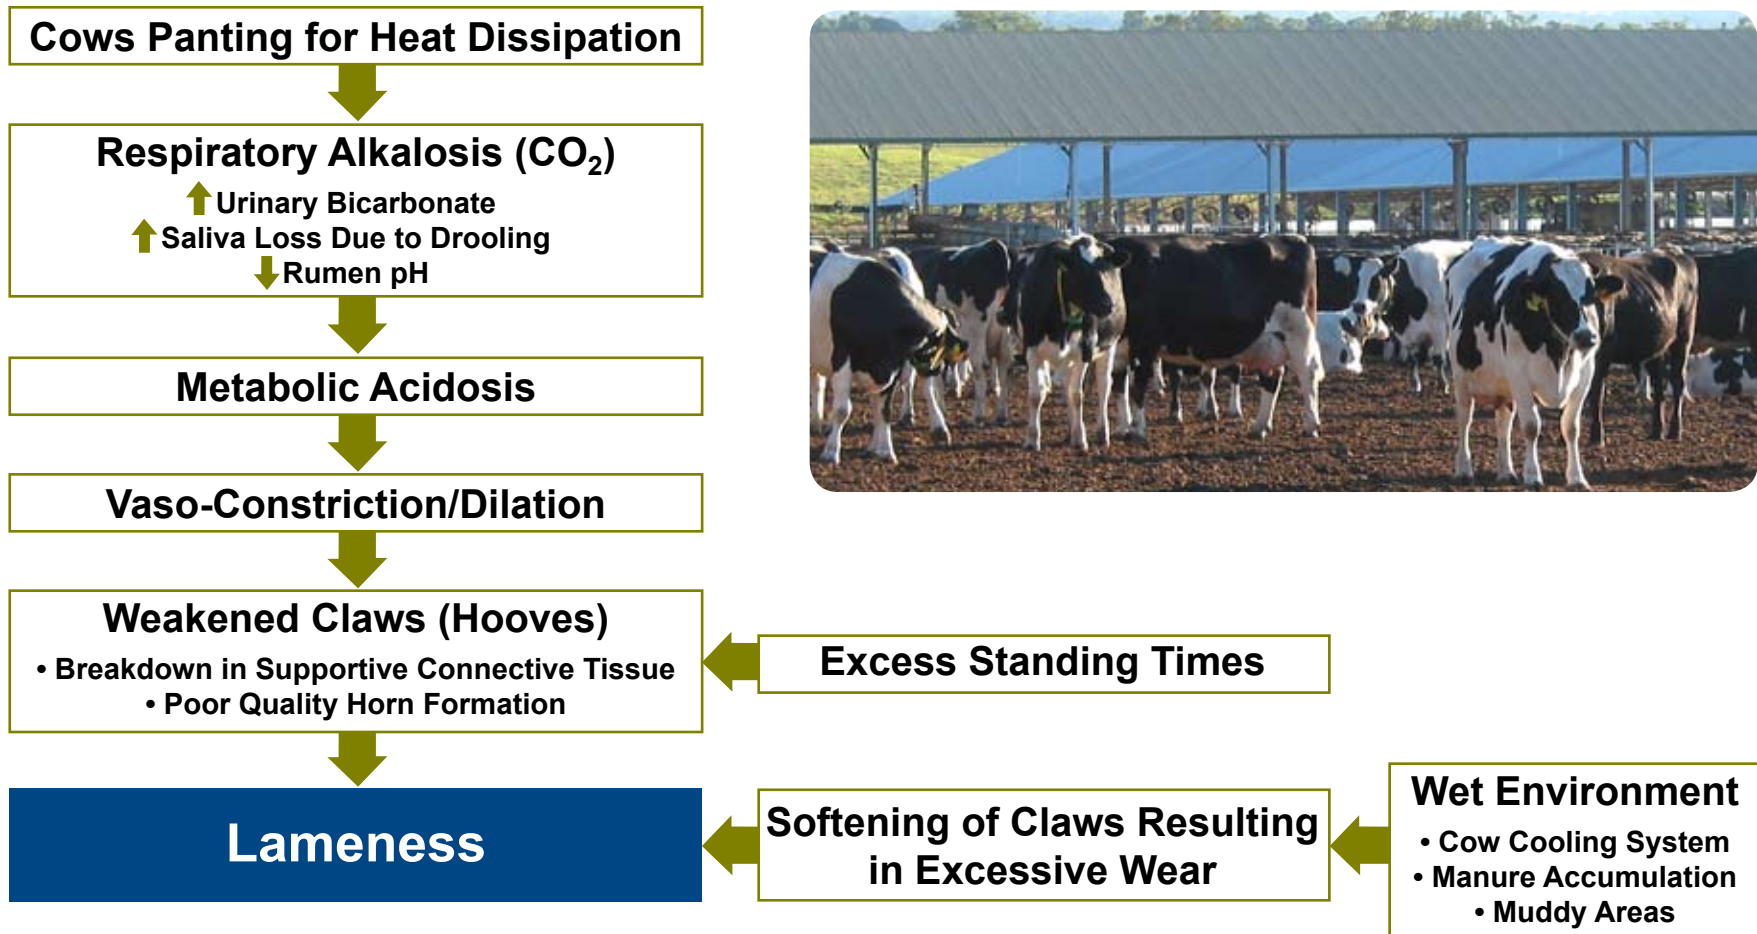 Cows Panting for Heat Dissipation
Respiratory Alkalosis (CO₂)
Urinary Bicarbonate
Saliva Loss Due to Drooling
Rumen pH
Metabolic Acidosis
Vaso-Constriction/Dilation
Weakened Claws (Hooves)
• Breakdown in Supportive Connective Tissue
• Poor Quality Horn Formation
Excess Standing Times
Lameness
Softening of Claws Resulting
in Excessive Wear
Wet Environment
• Cow Cooling System
• Manure Accumulation
• Muddy Areas